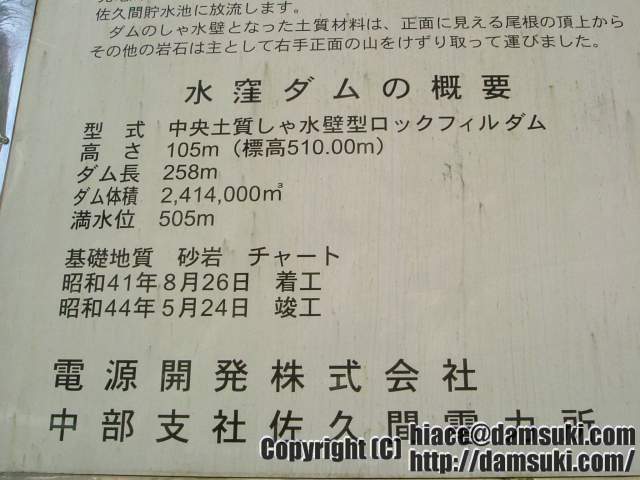 佐久間貯水池に放流します。
ダムのしゃ水壁となった土質材料は、正面に見える尾根の頂上から
その他の岩石は主として右手正面の山をけずり取って運びました。
水窪ダムの概要
型 式 中央土質しゃ水壁型ロックフィルダム
高 さ 105m（標高510.00m）
ダム長 258m
ダム体積 2,414,000㎥
満水位 505m
基礎地質 砂岩 チャート
昭和41年8月26日 着工
昭和44年5月24日 竣工
電源開発株式会社
中部支社佐久間電力所
Copyright (C) hiace@damsuki.com
http://damsuki.com/